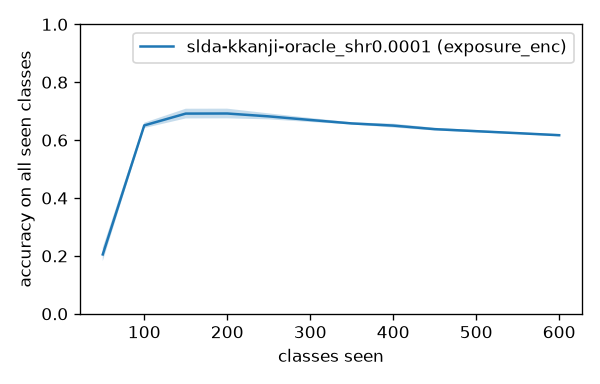 1.0
slda-kkanji-oracle_shr0.0001 (exposure_enc)
0.8
0.6
0.4
0.2
0.0
accuracy on all seen classes
100 200 300 400 500 600
classes seen